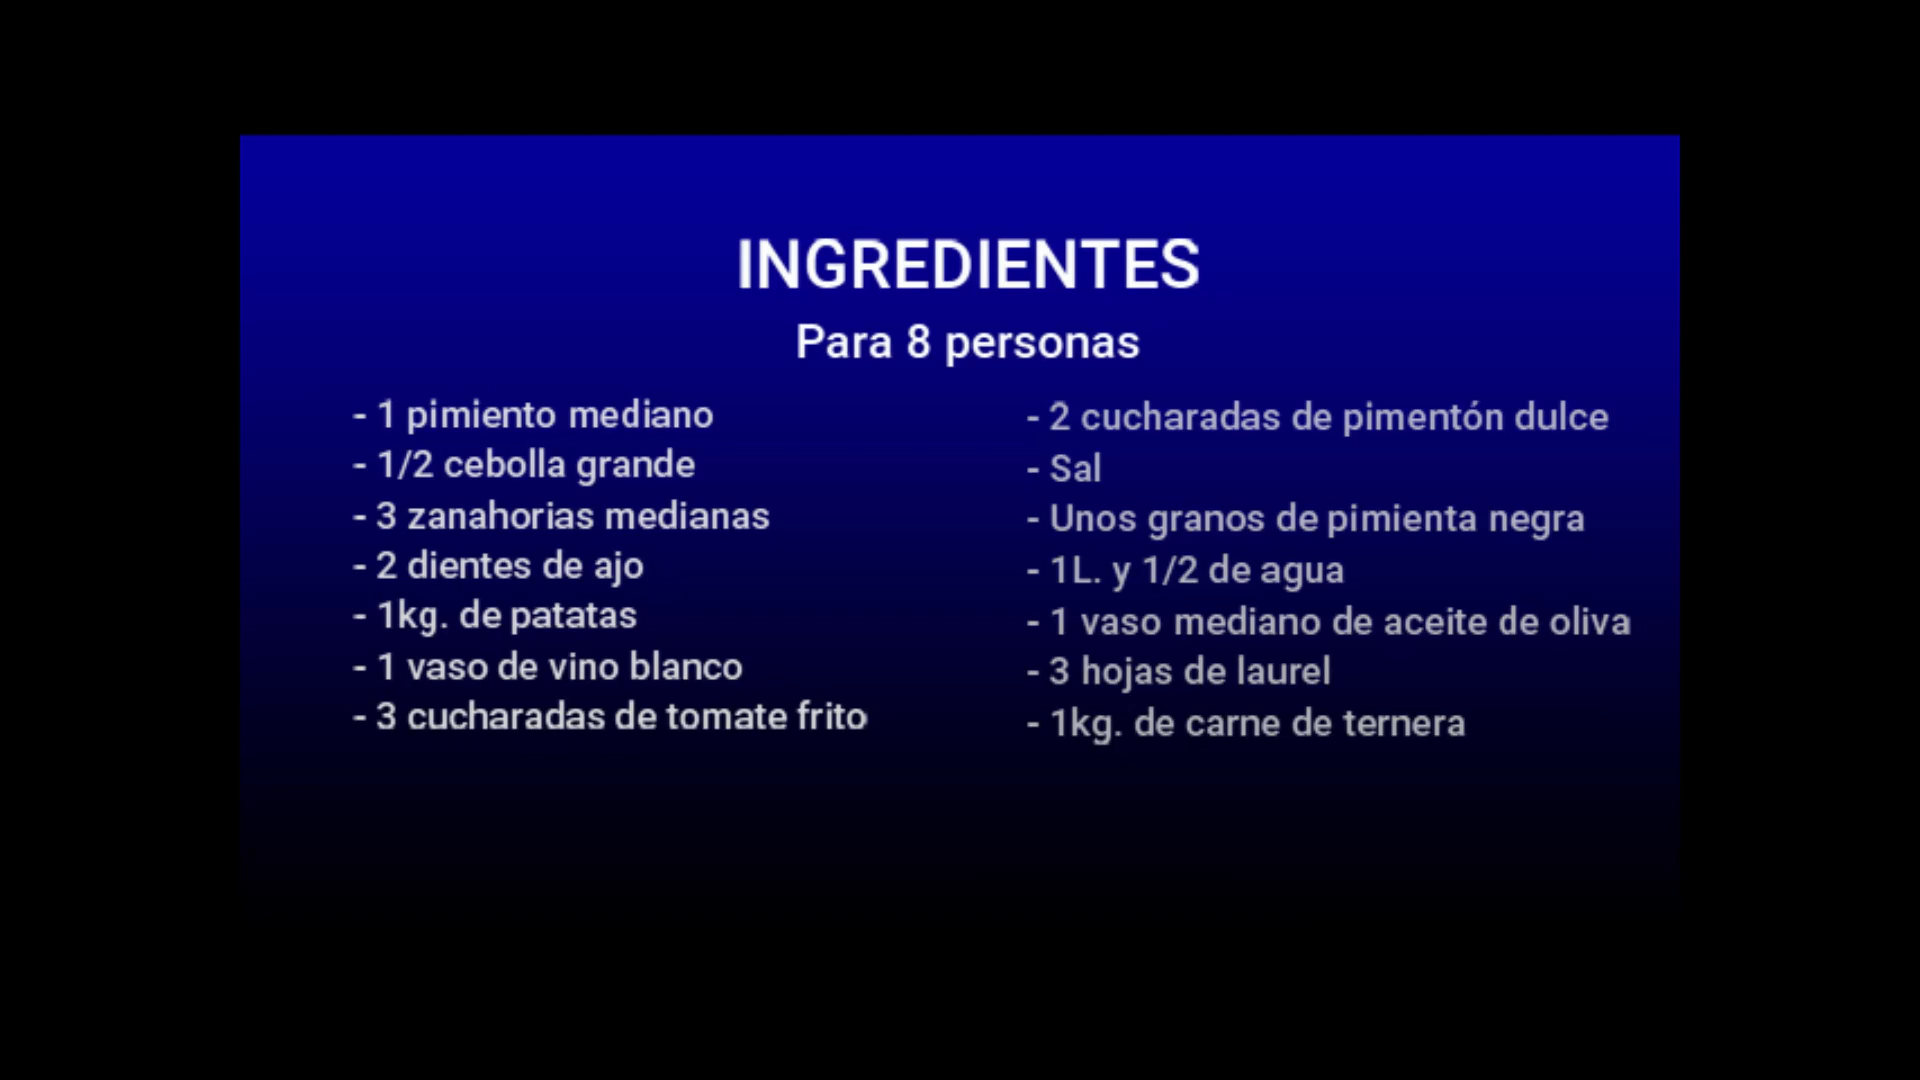 INGREDIENTES
Para 8 personas
- 1 pimiento mediano
- 1/2 cebolla grande
- 3 zanahorias medianas
- 2 dientes de ajo
- 1kg. de patatas
- 1 vaso de vino blanco
- 3 cucharadas de tomate frito
- 2 cucharadas de pimentón dulce
- Sal
- Unos granos de pimienta negra
- 1L. y 1/2 de agua
- 1 vaso mediano de aceite de oliva
- 3 hojas de laurel
- 1kg. de carne de ternera